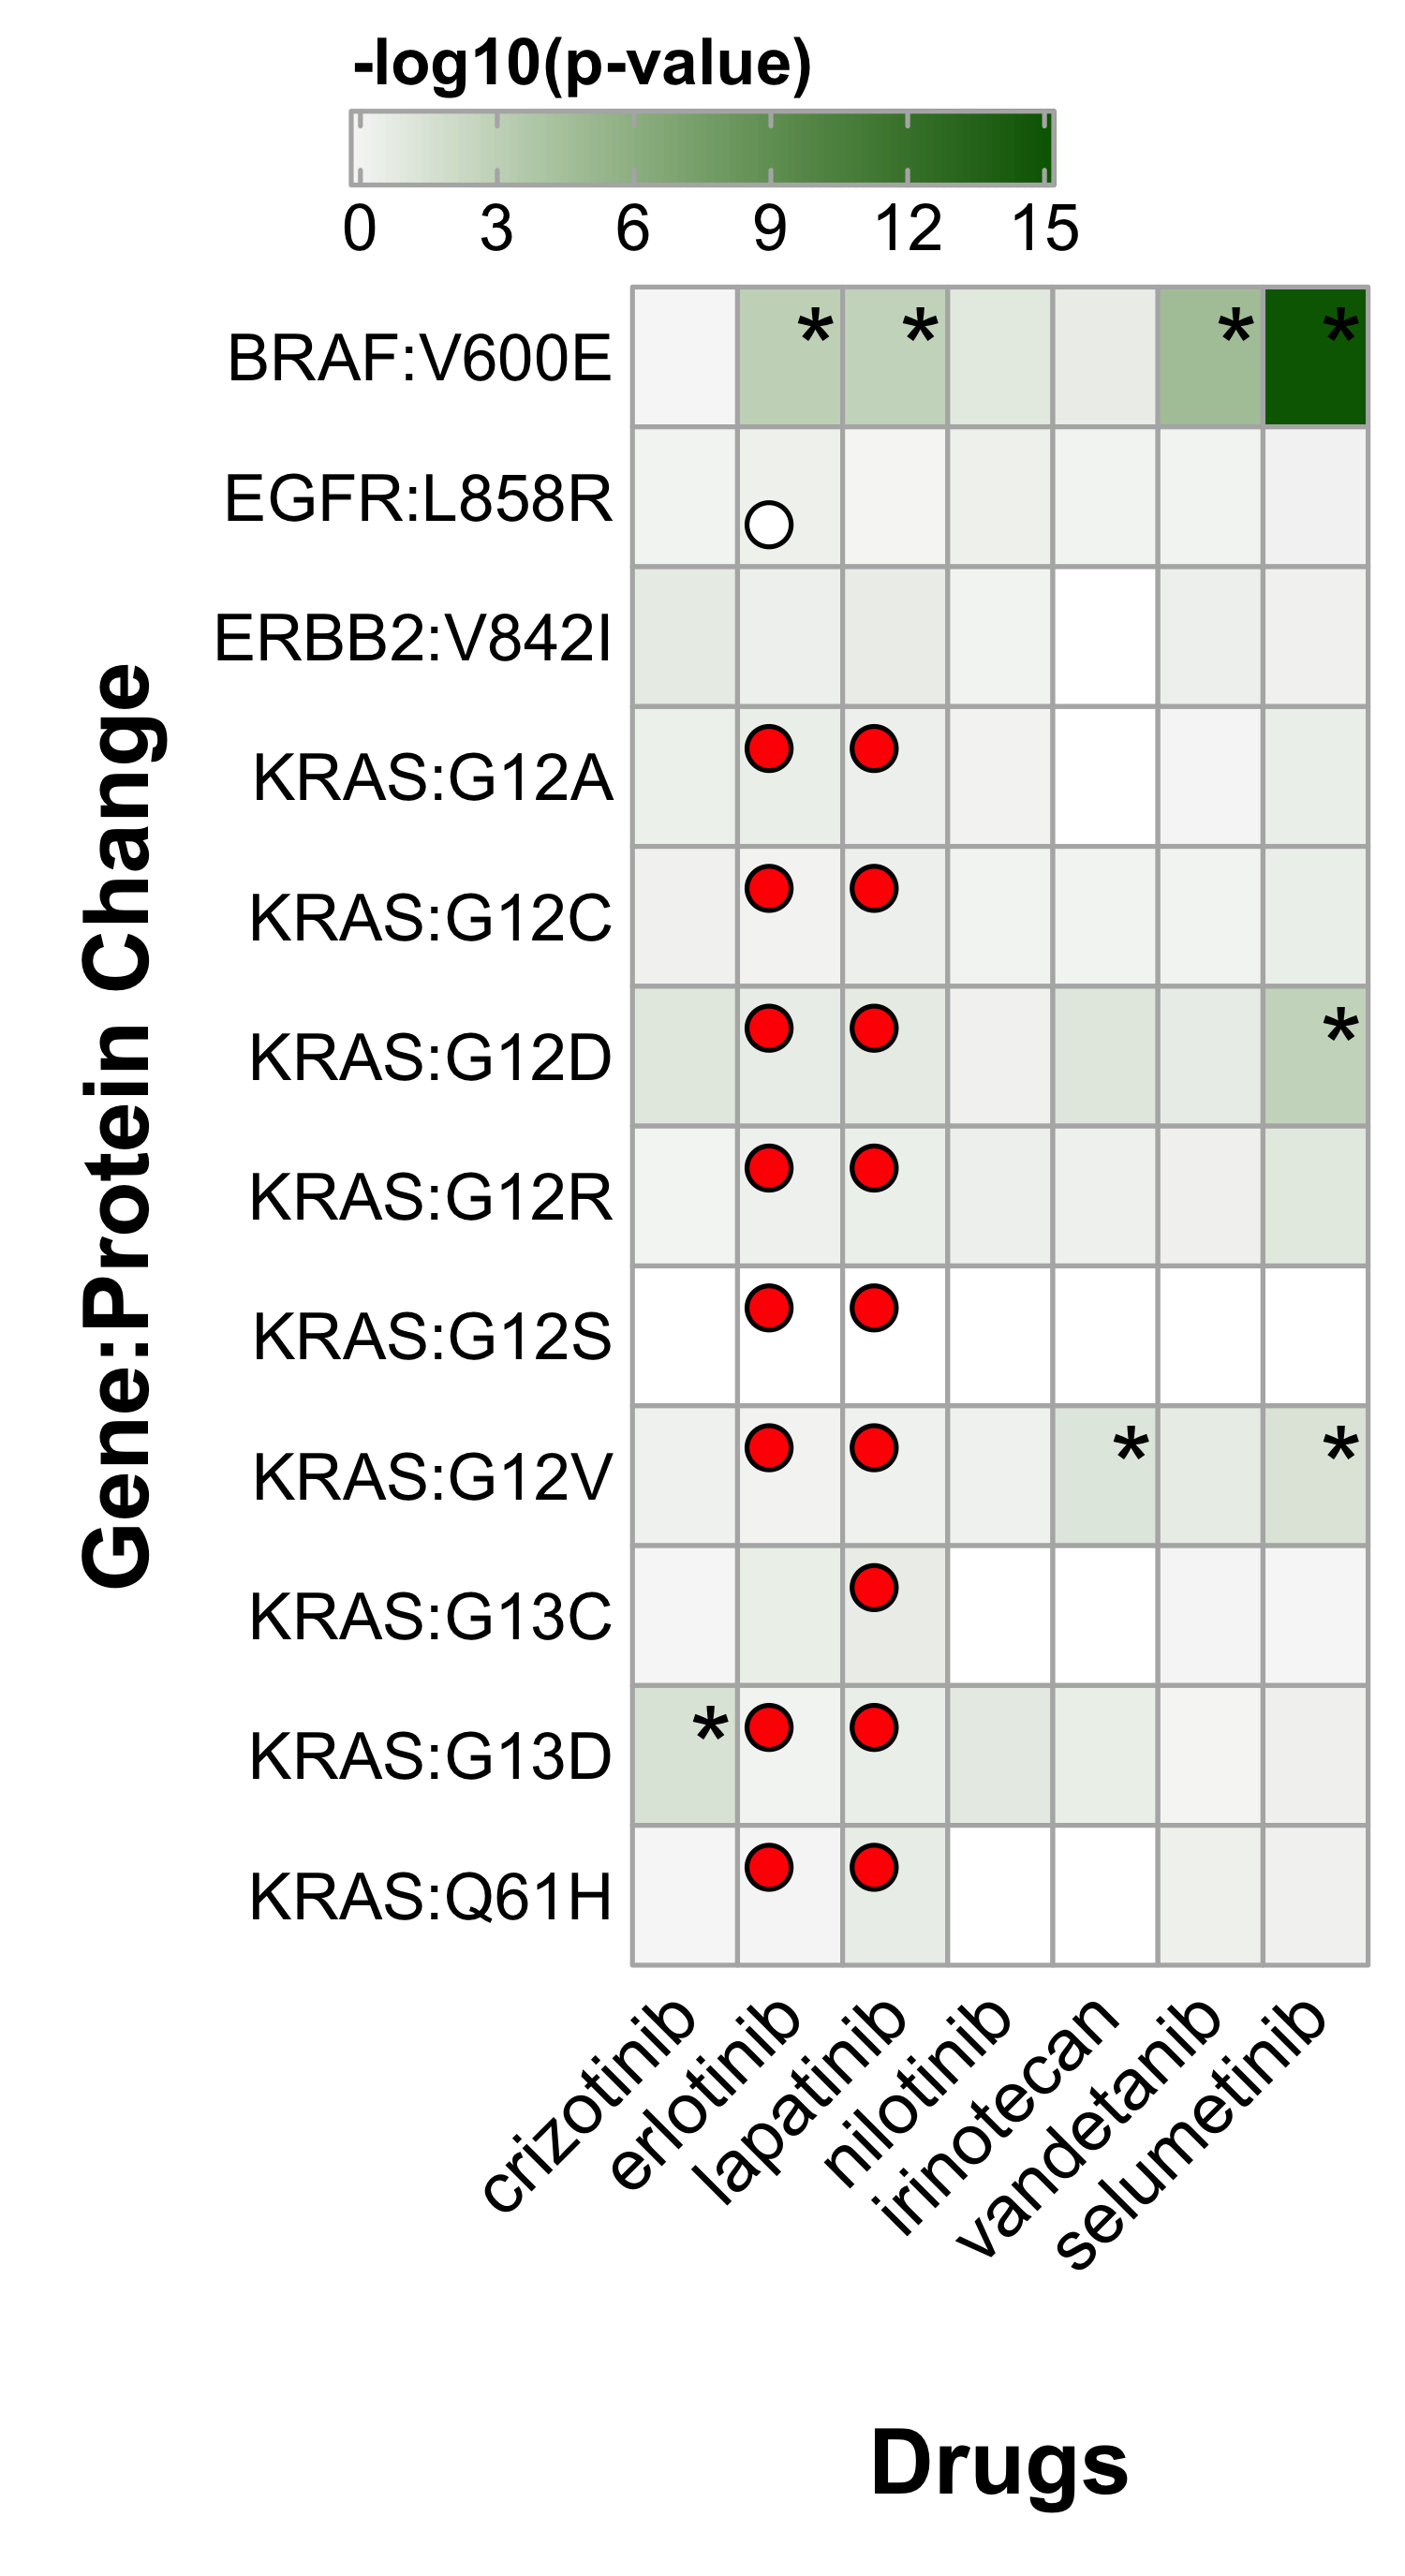 -log10(p-value)
0 3 6 9 12 15
BRAF:V600E * * * *
EGFR:L858R
ERBB2:V842I
KRAS:G12A
KRAS:G12C
KRAS:G12D *
KRAS:G12R
KRAS:G12S
KRAS:G12V * *
KRAS:G13C
KRAS:G13D *
KRAS:Q61H
Gene:Protein Change
crizotinib
erlotinib
lapatinib
nilotinib
irinotecan
vandetanib
selumetinib
Drugs